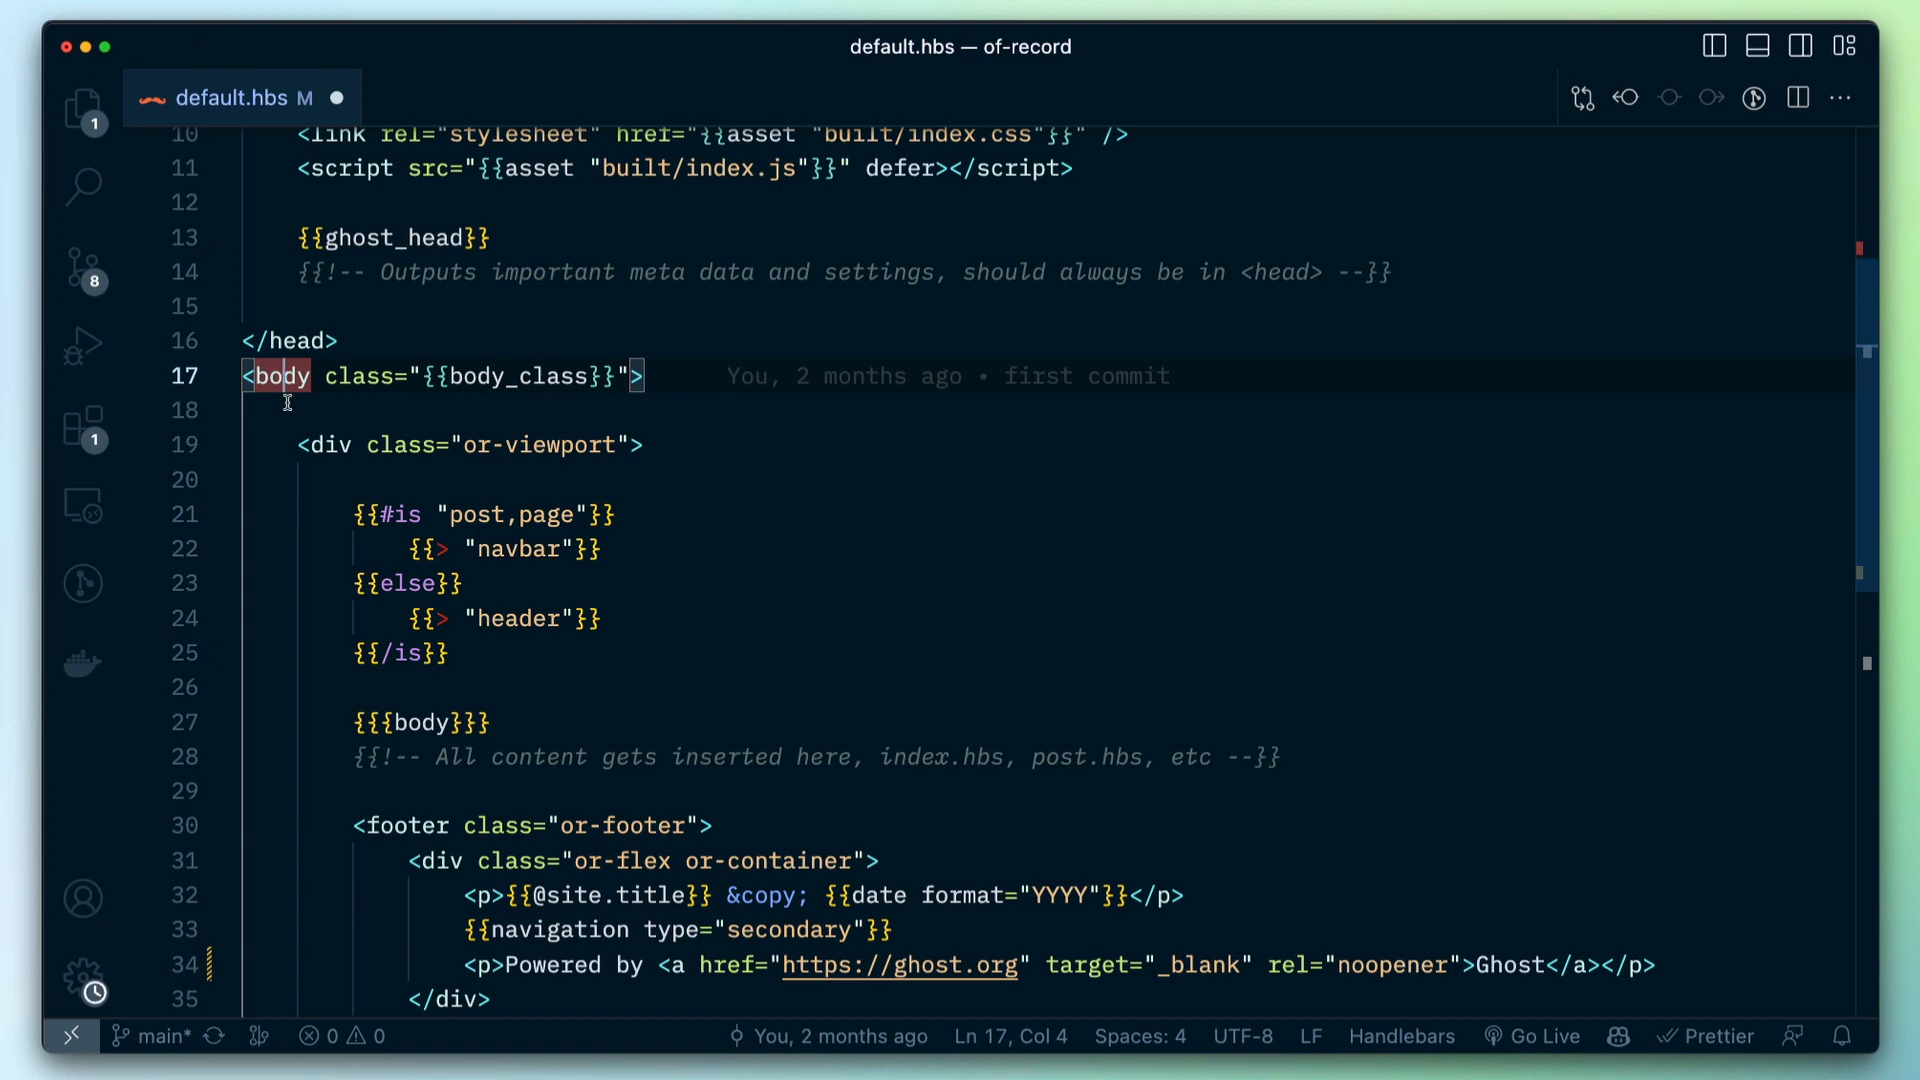 default.hbs — of-record
default.hbs M
10 <link rel="stylesheet" href="{{asset "built/index.css"}}" />
11 <script src="{{asset "built/index.js"}}" defer></script>
12
13 {{ghost_head}}
14 {{!-- Outputs important meta data and settings, should always be in <head> --}}
15
16 </head>
17 <body class="{{body_class}}"> You, 2 months ago • first commit
18
19 <div class="or-viewport">
20
21 {{#is "post,page"}}
22 {{> "navbar"}}
23 {{else}}
24 {{> "header"}}
25 {{/is}}
26
27 {{{body}}}
28 {{!-- All content gets inserted here, index.hbs, post.hbs, etc --}}
29
30 <footer class="or-footer">
31 <div class="or-flex or-container">
32 <p>{{@site.title}} &copy; {{date format="YYYY"}}</p>
33 {{navigation type="secondary"}}
34 <p>Powered by <a href="https://ghost.org" target="_blank" rel="noopener">Ghost</a></p>
35 </div>
1
8
1
main* 0 0 You, 2 months ago Ln 17, Col 4 Spaces: 4 UTF-8 LF Handlebars Go Live Prettier